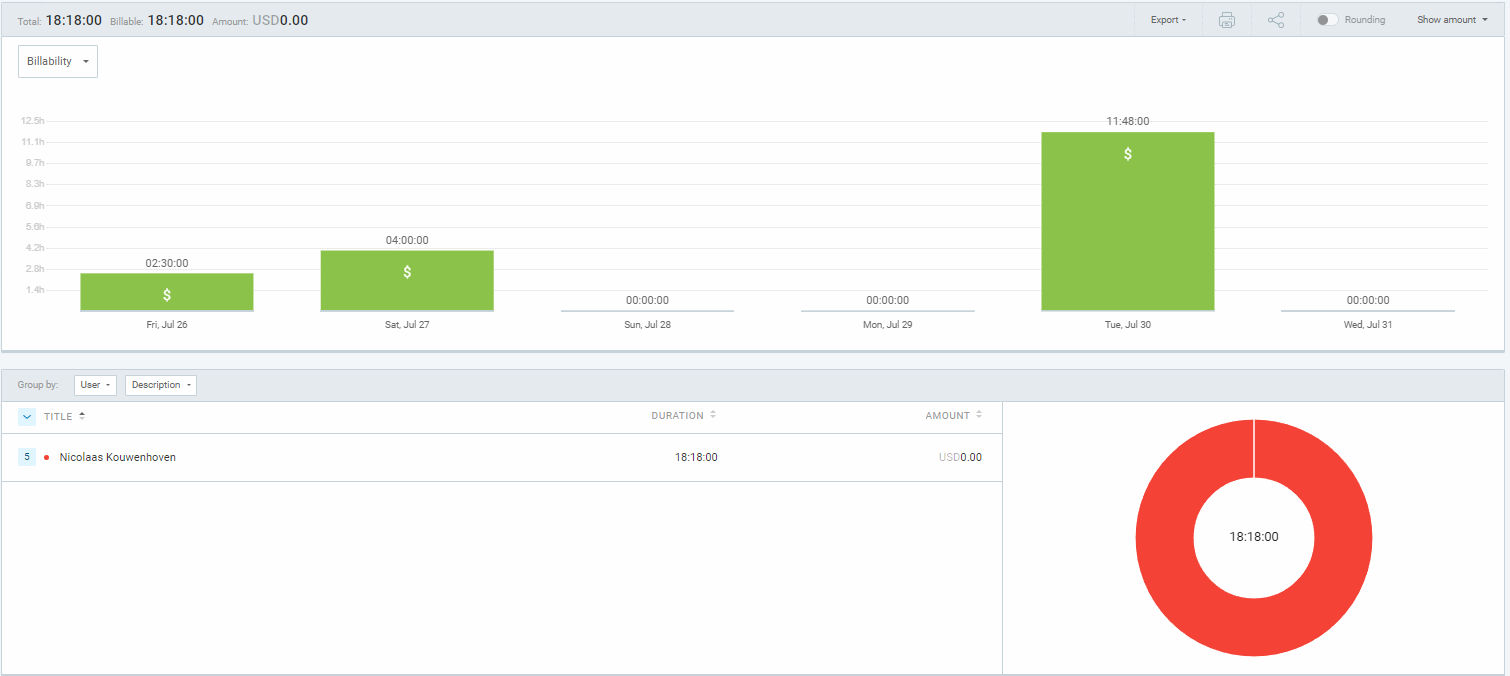 Total: 18:18:00 Billable: 18:18:00 Amount: USD0.00 Export Rounding Show amount
Billability
12.5h
11.1h
9.7h
8.3h
6.9h
5.6h
4.2h
2.8h
1.4h
02:30:00 04:00:00 00:00:00 00:00:00 11:48:00 00:00:00
$ $ $
Fri, Jul 26 Sat, Jul 27 Sun, Jul 28 Mon, Jul 29 Tue, Jul 30 Wed, Jul 31
Group by: User Description
TITLE DURATION AMOUNT
5 Nicolaas Kouwenhoven 18:18:00 USD0.00
18:18:00